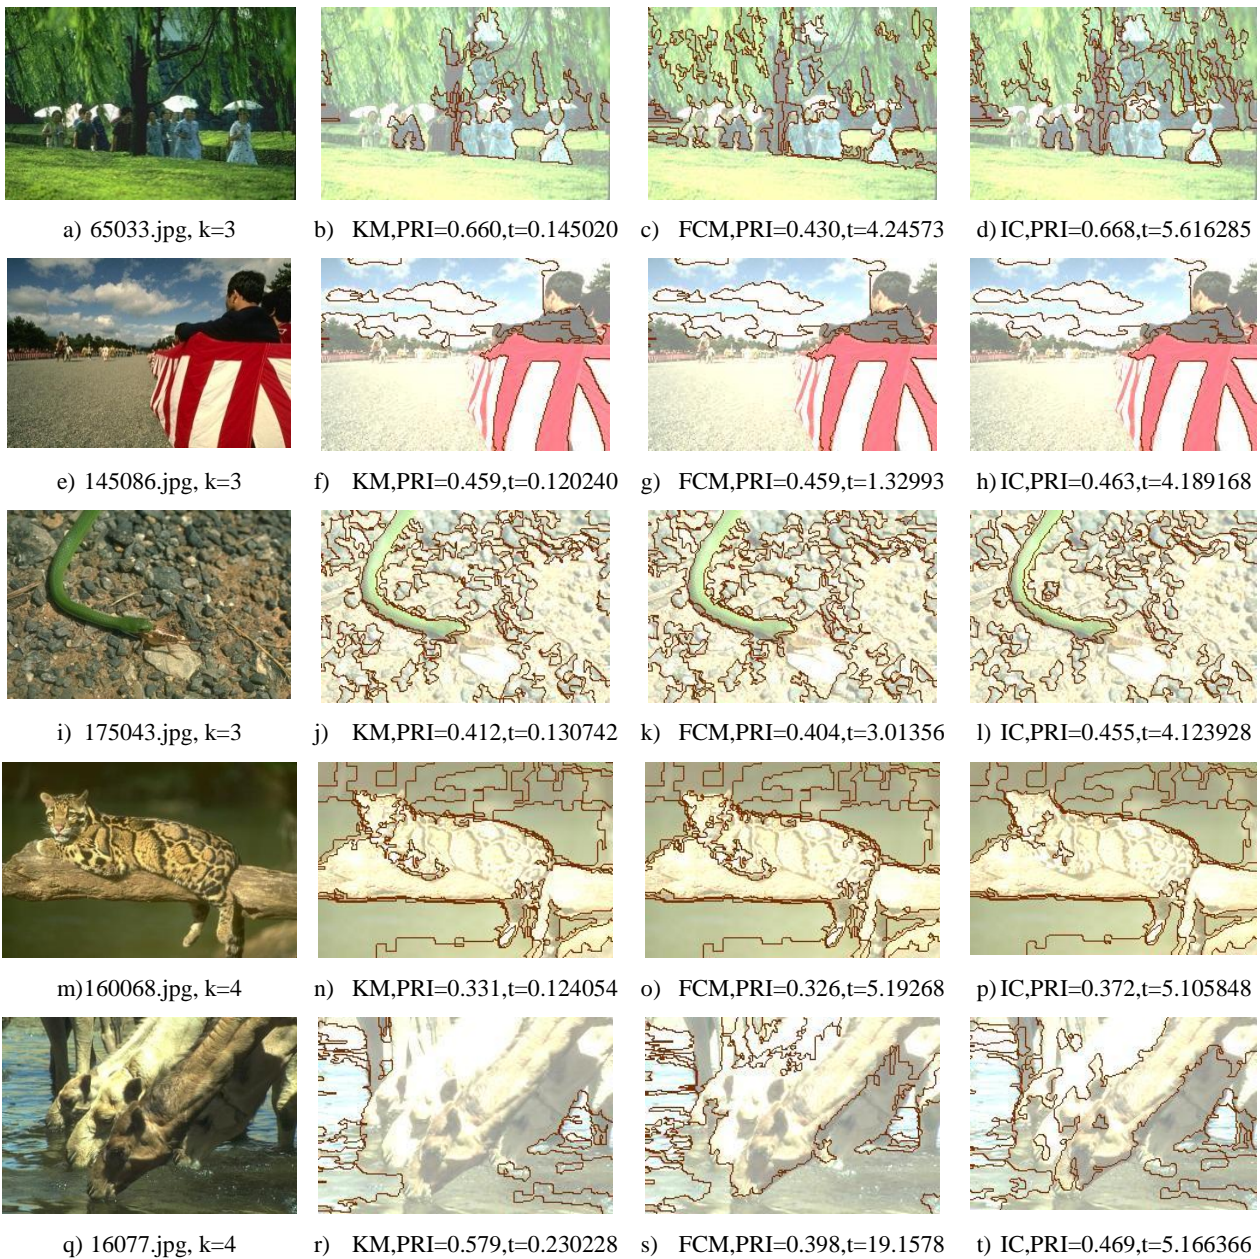 a) 65033.jpg, k=3
b) KM,PRI=0.660,t=0.145020
c) FCM,PRI=0.430,t=4.24573
d) IC,PRI=0.668,t=5.616285
e) 145086.jpg, k=3
f) KM,PRI=0.459,t=0.120240
g) FCM,PRI=0.459,t=1.32993
h) IC,PRI=0.463,t=4.189168
i) 175043.jpg, k=3
j) KM,PRI=0.412,t=0.130742
k) FCM,PRI=0.404,t=3.01356
l) IC,PRI=0.455,t=4.123928
m)160068.jpg, k=4
n) KM,PRI=0.331,t=0.124054
o) FCM,PRI=0.326,t=5.19268
p) IC,PRI=0.372,t=5.105848
q) 16077.jpg, k=4
r) KM,PRI=0.579,t=0.230228
s) FCM,PRI=0.398,t=19.1578
t) IC,PRI=0.469,t=5.166366